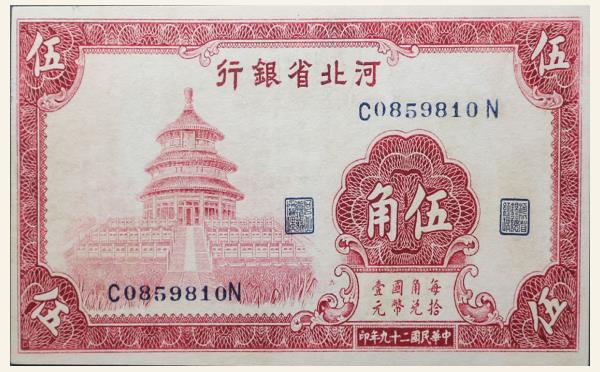 伍
伍
河北省銀行
C0859810N
伍角
C0859810N
每拾
角兌
國幣
壹元
伍
伍
中華民國二十九年印